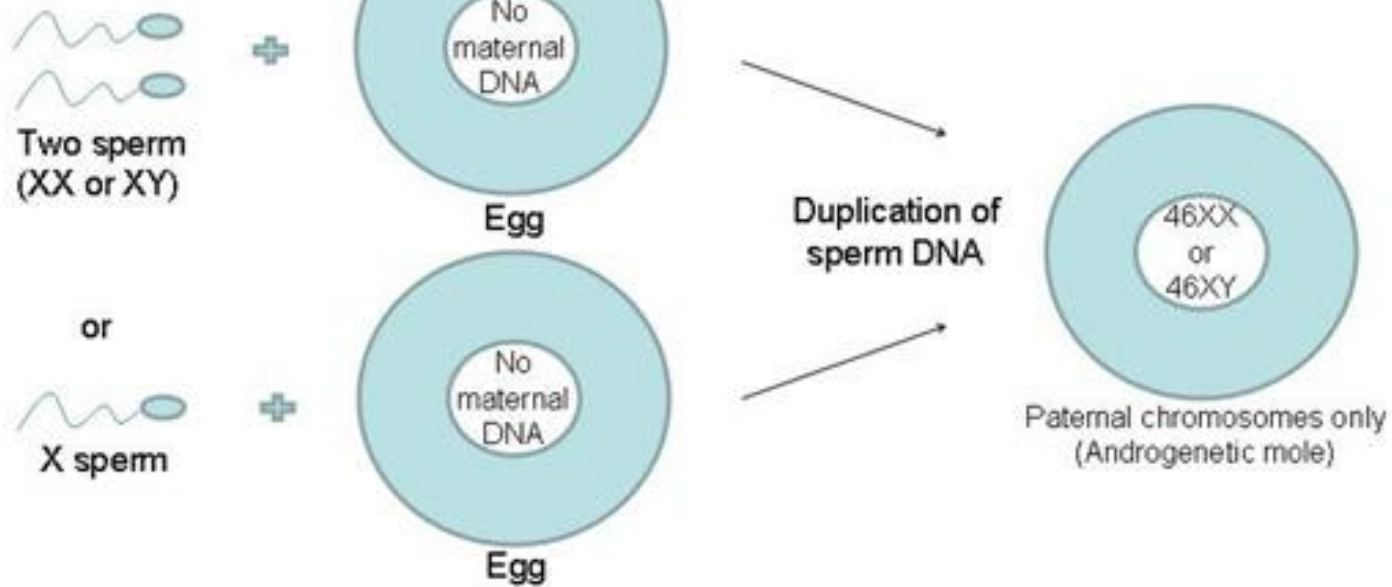 No
maternal
DNA
Two sperm
(XX or XY)
Egg
Duplication of
sperm DNA
46XX
or
46XY
or
No
maternal
DNA
X sperm
Paternal chromosomes only
(Androgenetic mole)
Egg